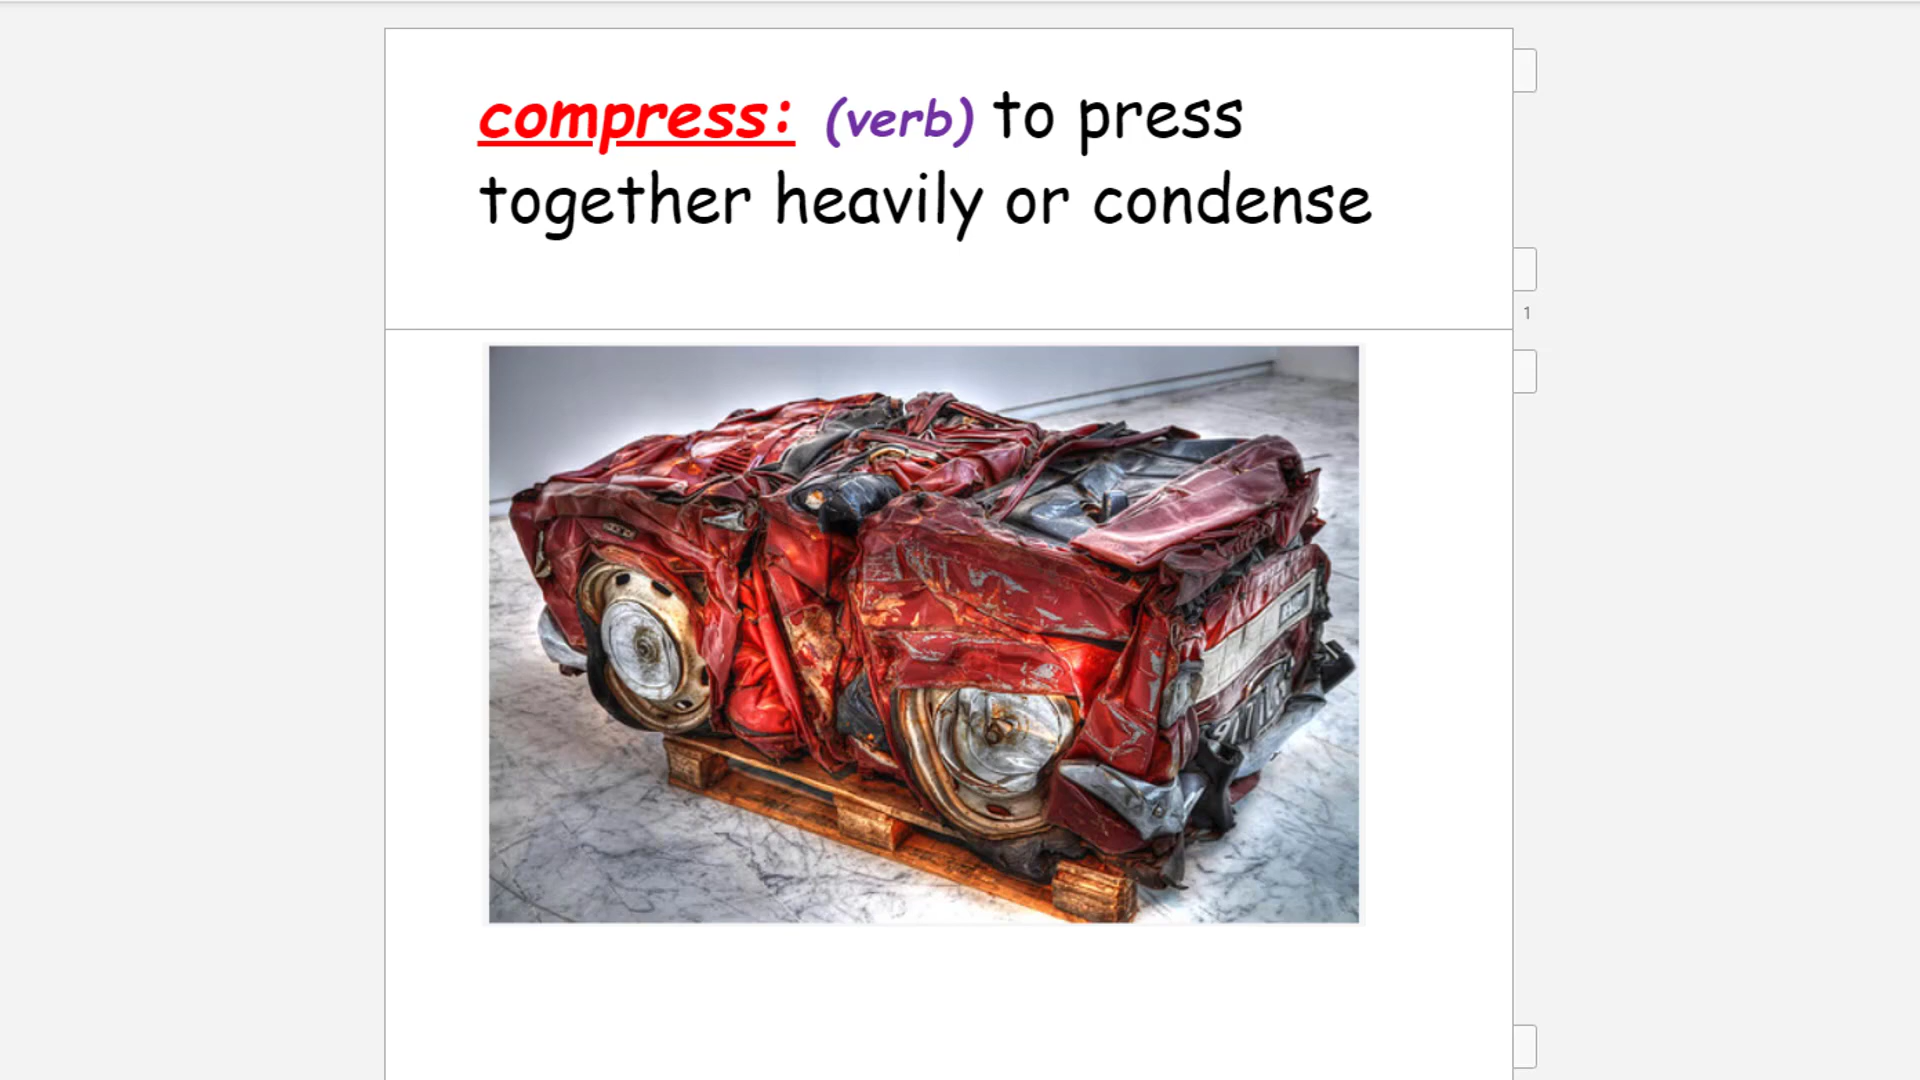 compress: (verb) to press
together heavily or condense
1